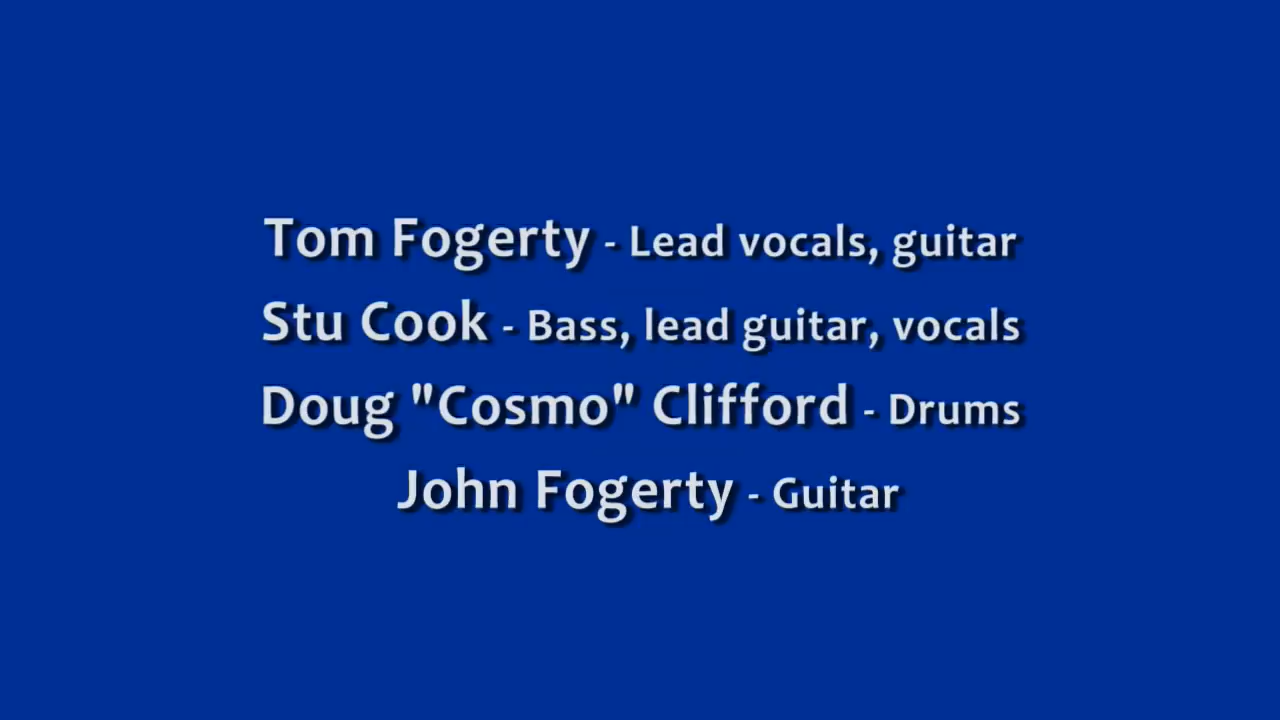 Tom Fogerty - Lead vocals, guitar
Stu Cook - Bass, lead guitar, vocals
Doug "Cosmo" Clifford - Drums
John Fogerty - Guitar